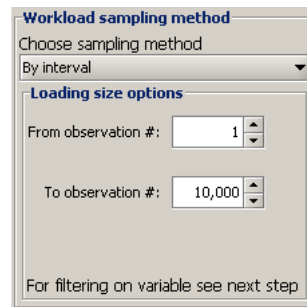 Workload sampling method
Choose sampling method
By interval
Loading size options
From observation #: 1
To observation #: 10,000
For filtering on variable see next step